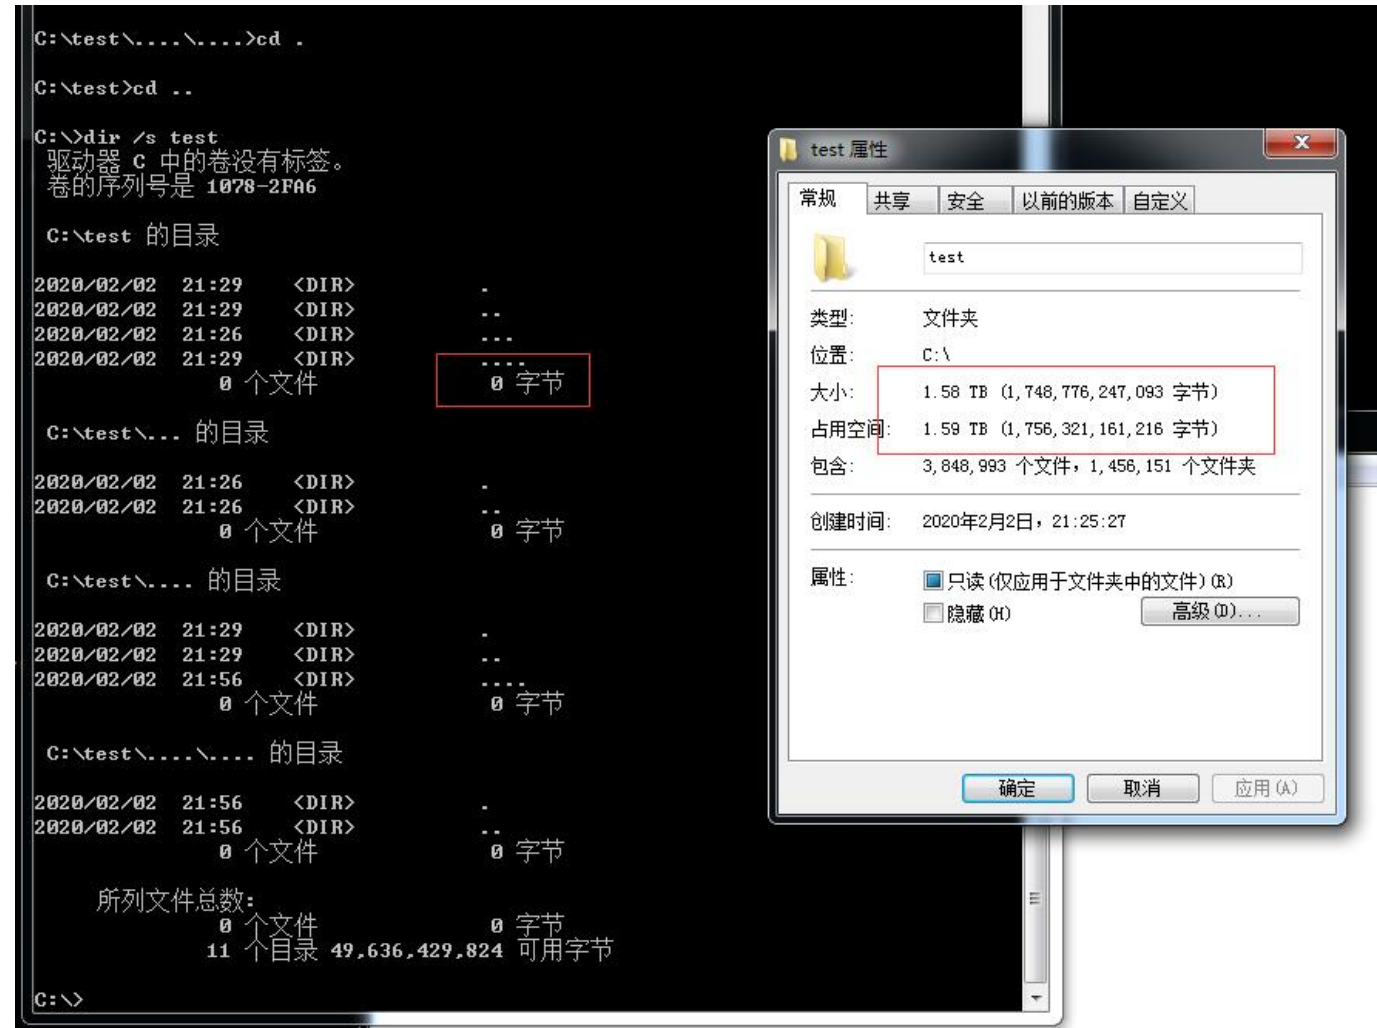 C:\test\....\....>cd .
C:\test>cd ..
C:\>dir /s test
驱动器 C 中的卷没有标签。
卷的序列号是 1078-2FA6
C:\test 的目录
2020/02/02  21:29    <DIR>          .
2020/02/02  21:29    <DIR>          ..
2020/02/02  21:26    <DIR>          ...
2020/02/02  21:29    <DIR>          ....
0 个文件              0 字节
C:\test\... 的目录
2020/02/02  21:26    <DIR>          .
2020/02/02  21:26    <DIR>          ..
0 个文件              0 字节
C:\test\.... 的目录
2020/02/02  21:29    <DIR>          .
2020/02/02  21:29    <DIR>          ..
2020/02/02  21:56    <DIR>          ....
0 个文件              0 字节
C:\test\....\.... 的目录
2020/02/02  21:56    <DIR>          .
2020/02/02  21:56    <DIR>          ..
0 个文件              0 字节
所列文件总数:
0 个文件              0 字节
11 个目录 49,636,429,824 可用字节
C:\>
test 属性
常规 共享 安全 以前的版本 自定义
test
类型: 文件夹
位置: C:\
大小: 1.58 TB (1,748,776,247,093 字节)
占用空间: 1.59 TB (1,756,321,161,216 字节)
包含: 3,848,993 个文件，1,456,151 个文件夹
创建时间: 2020年2月2日，21:25:27
属性: 只读(仅应用于文件夹中的文件)(R)
隐藏(H) 高级(D)...
确定 取消 应用(A)